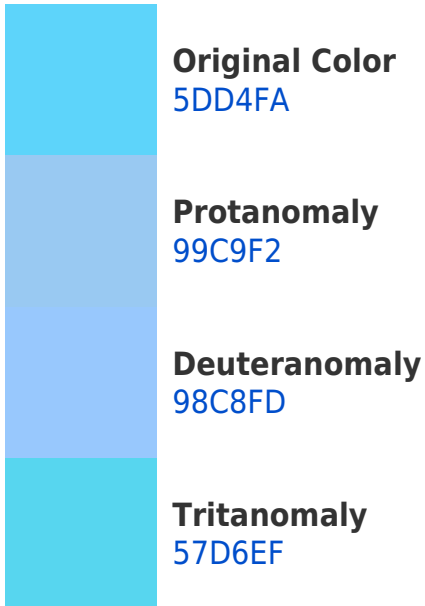 Original Color
5DD4FA
Protanomaly
99C9F2
Deuteranomaly
98C8FD
Tritanomaly
57D6EF